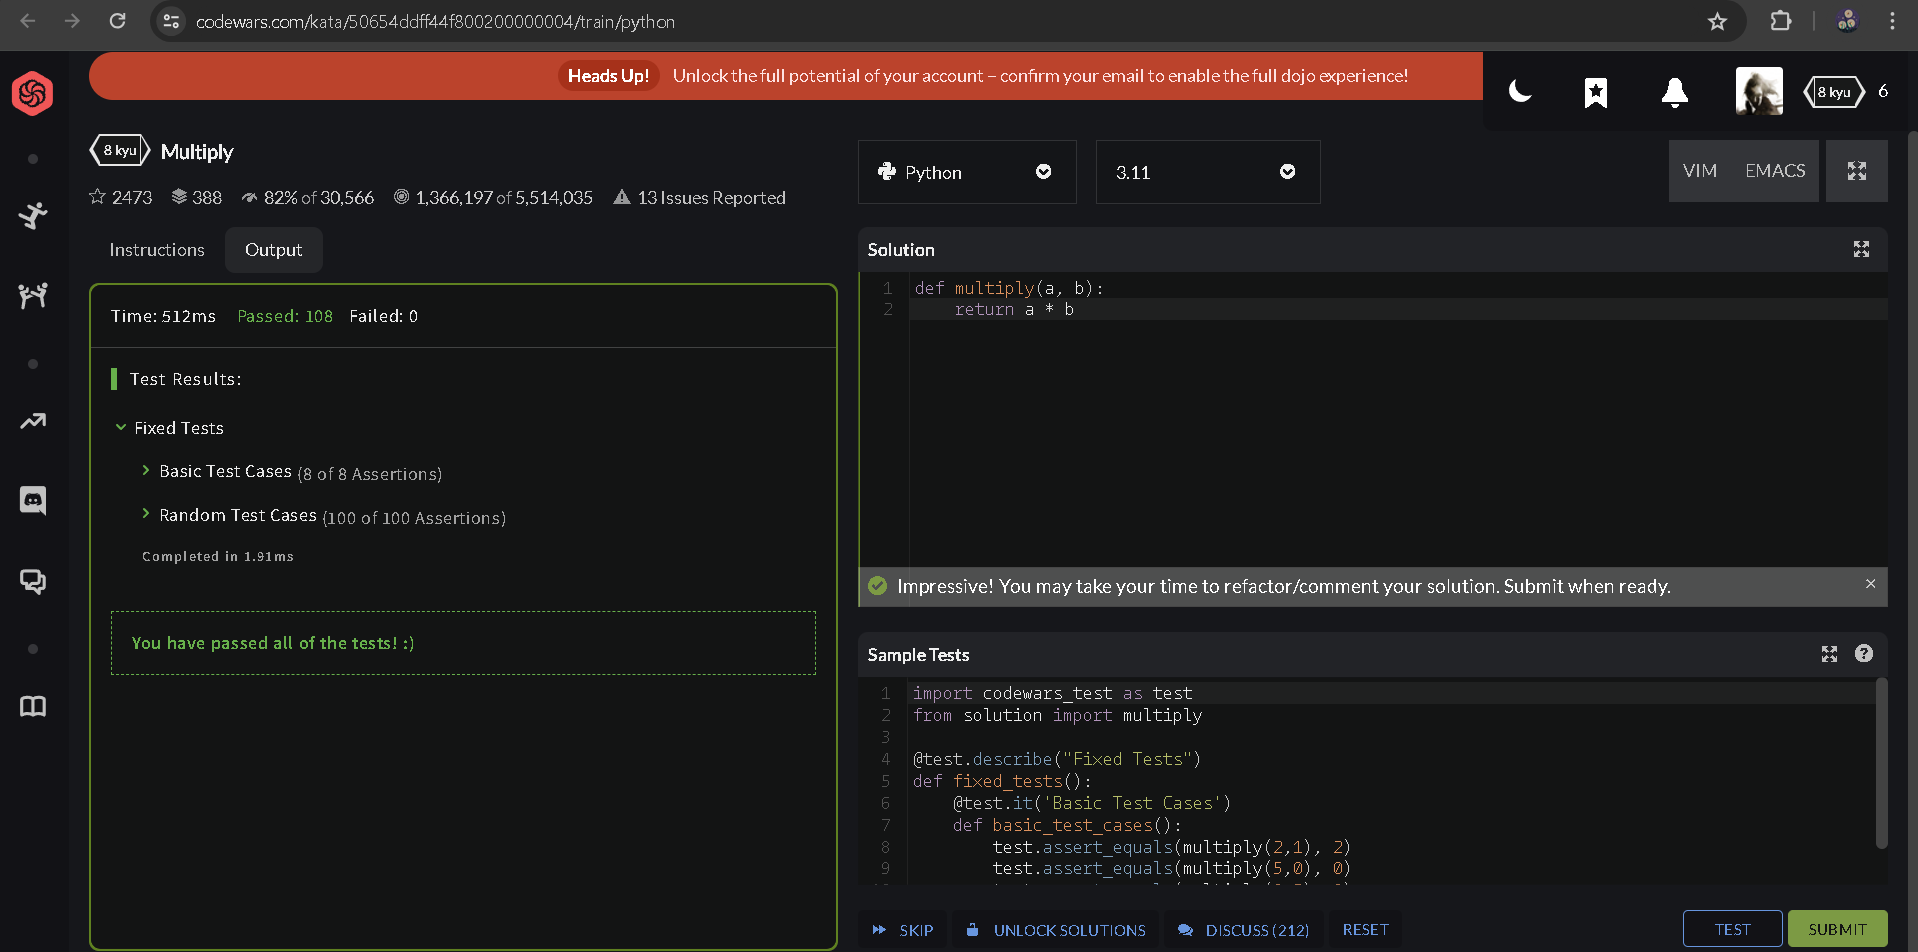 codewars.com/kata/50654ddff44f800200000004/train/python
Heads Up! Unlock the full potential of your account – confirm your email to enable the full dojo experience!
8 kyu 6
8 kyu Multiply
2473 388 82% of 30,566 1,366,197 of 5,514,035 13 Issues Reported
Python 3.11 VIM EMACS
Instructions Output
Time: 512ms Passed: 108 Failed: 0
Test Results:
Fixed Tests
Basic Test Cases (8 of 8 Assertions)
Random Test Cases (100 of 100 Assertions)
Completed in 1.91ms
You have passed all of the tests! :)
Solution
1 def multiply(a, b):
2     return a * b
Impressive! You may take your time to refactor/comment your solution. Submit when ready.
Sample Tests
1 import codewars_test as test
2 from solution import multiply
3
4 @test.describe("Fixed Tests")
5 def fixed_tests():
6     @test.it('Basic Test Cases')
7     def basic_test_cases():
8         test.assert_equals(multiply(2,1), 2)
9         test.assert_equals(multiply(5,0), 0)
SKIP UNLOCK SOLUTIONS DISCUSS (212) RESET TEST SUBMIT